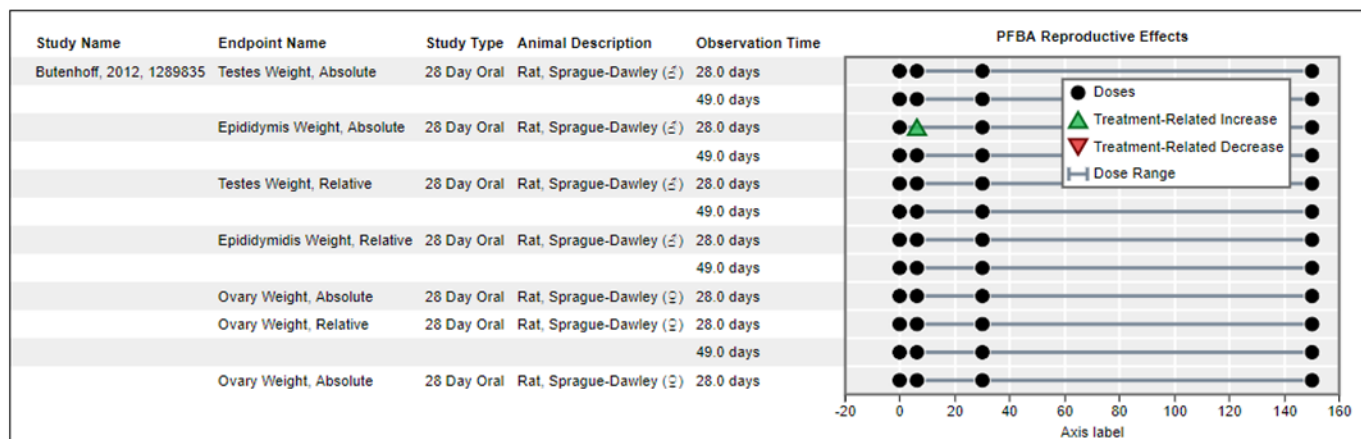 PFBA Reproductive Effects
Study Name Endpoint Name Study Type Animal Description Observation Time
Butenhoff, 2012, 1289835 Testes Weight, Absolute 28 Day Oral Rat, Sprague-Dawley (♂) 28.0 days
49.0 days
Epididymis Weight, Absolute 28 Day Oral Rat, Sprague-Dawley (♂) 28.0 days
49.0 days
Testes Weight, Relative 28 Day Oral Rat, Sprague-Dawley (♂) 28.0 days
49.0 days
Epididymidis Weight, Relative 28 Day Oral Rat, Sprague-Dawley (♂) 28.0 days
49.0 days
Ovary Weight, Absolute 28 Day Oral Rat, Sprague-Dawley (♀) 28.0 days
Ovary Weight, Relative 28 Day Oral Rat, Sprague-Dawley (♀) 28.0 days
49.0 days
Ovary Weight, Absolute 28 Day Oral Rat, Sprague-Dawley (♀) 28.0 days
Doses
Treatment-Related Increase
Treatment-Related Decrease
Dose Range
-20 0 20 40 60 80 100 120 140 160
Axis label